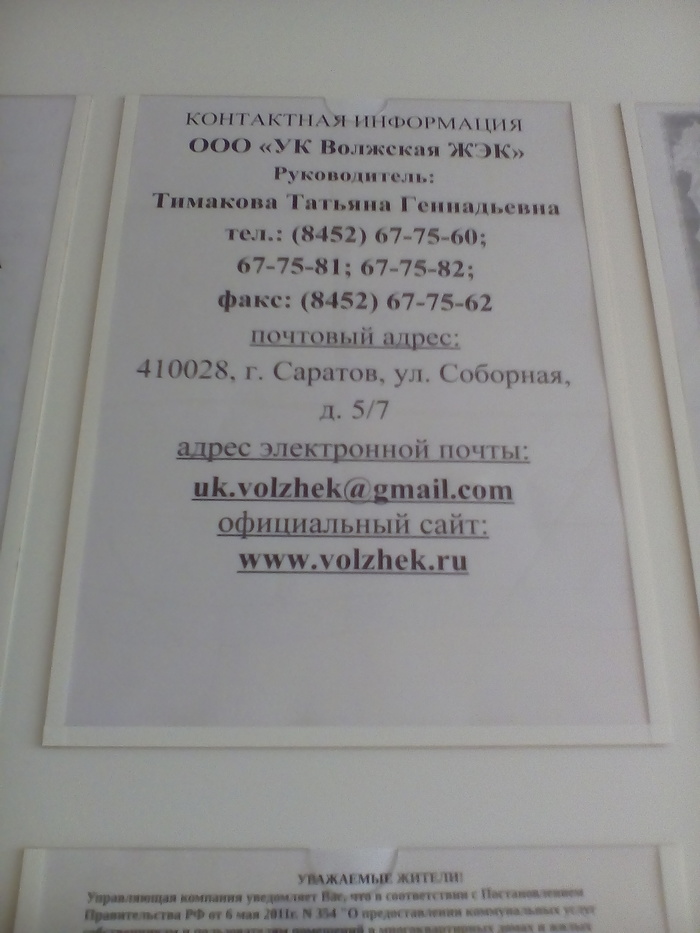 КОНТАКТНАЯ ИНФОРМАЦИЯ
ООО «УК Волжская ЖЭК»
Руководитель:
Тимакова Татьяна Геннадьевна
тел.: (8452) 67-75-60;
67-75-81; 67-75-82;
факс: (8452) 67-75-62
почтовый адрес:
410028, г. Саратов, ул. Соборная,
д. 5/7
адрес электронной почты:
uk.volzhek@gmail.com
официальный сайт:
www.volzhek.ru
УВАЖАЕМЫЕ ЖИТЕЛИ!
Управляющая компания уведомляет Вас, что в соответствии с Постановлением
Правительства РФ от 6 мая 2011г. N 354 "О предоставлении коммунальных услуг